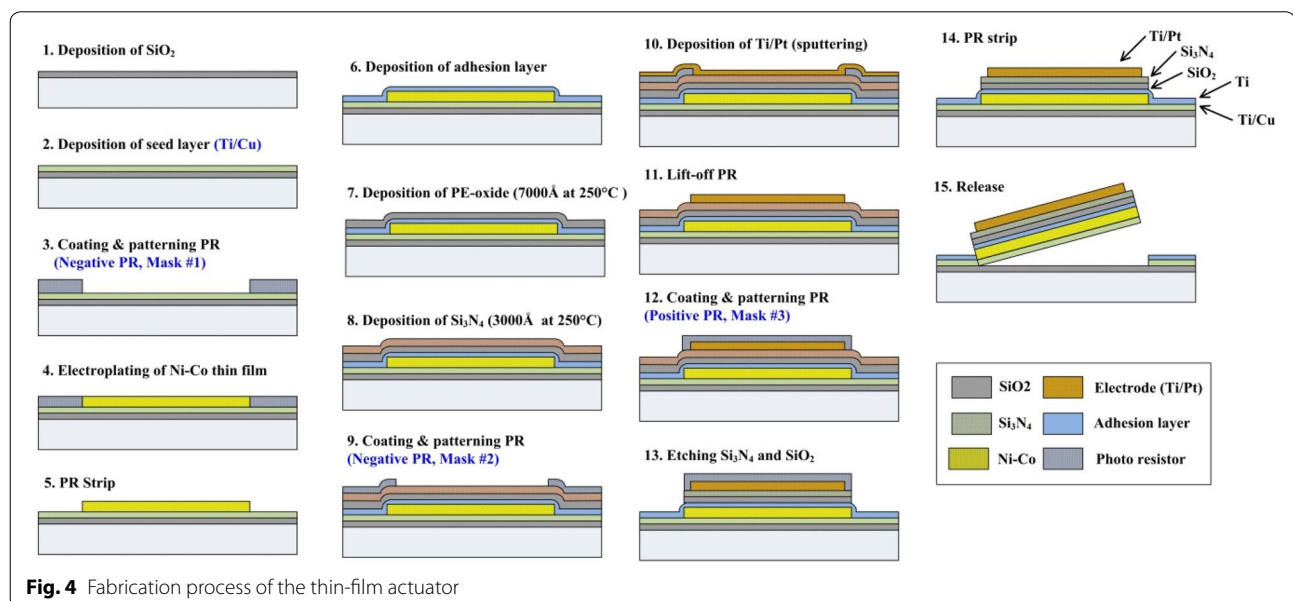 1. Deposition of SiO₂
2. Deposition of seed layer (Ti/Cu)
3. Coating & patterning PR
(Negative PR, Mask #1)
4. Electroplating of Ni-Co thin film
5. PR Strip
6. Deposition of adhesion layer
7. Deposition of PE-oxide (7000Å at 250°C )
8. Deposition of Si₃N₄ (3000Å at 250°C)
9. Coating & patterning PR
(Negative PR, Mask #2)
10. Deposition of Ti/Pt (sputtering)
11. Lift-off PR
12. Coating & patterning PR
(Positive PR, Mask #3)
13. Etching Si₃N₄ and SiO₂
14. PR strip
Ti/Pt
Si₃N₄
SiO₂
Ti
Ti/Cu
15. Release
SiO2
Electrode (Ti/Pt)
Si₃N₄
Adhesion layer
Ni-Co
Photo resistor
Fig. 4 Fabrication process of the thin-film actuator